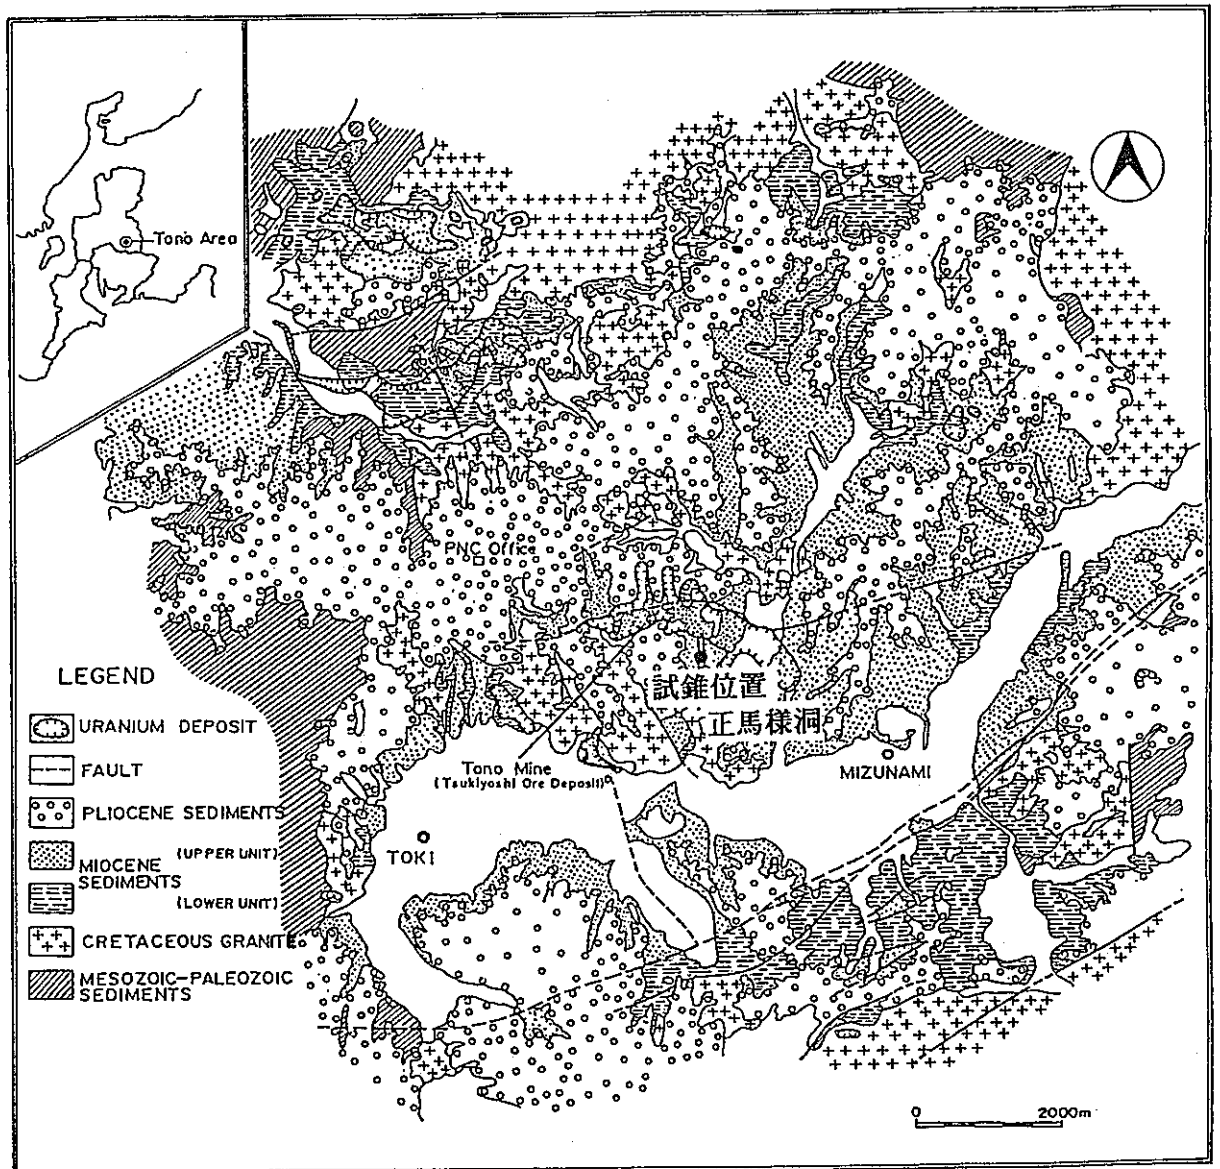 Tono Area
PNC Office
試錐位置
正馬様洞
Tono Mine
(Tsukiyoshi Ore Deposit)
MIZUNAMI
TOKI
LEGEND
URANIUM DEPOSIT
FAULT
PLIOCENE SEDIMENTS
MIOCENE SEDIMENTS
(UPPER UNIT)
(LOWER UNIT)
CRETACEOUS GRANITE
MESOZOIC-PALEOZOIC
SEDIMENTS
0 2000m